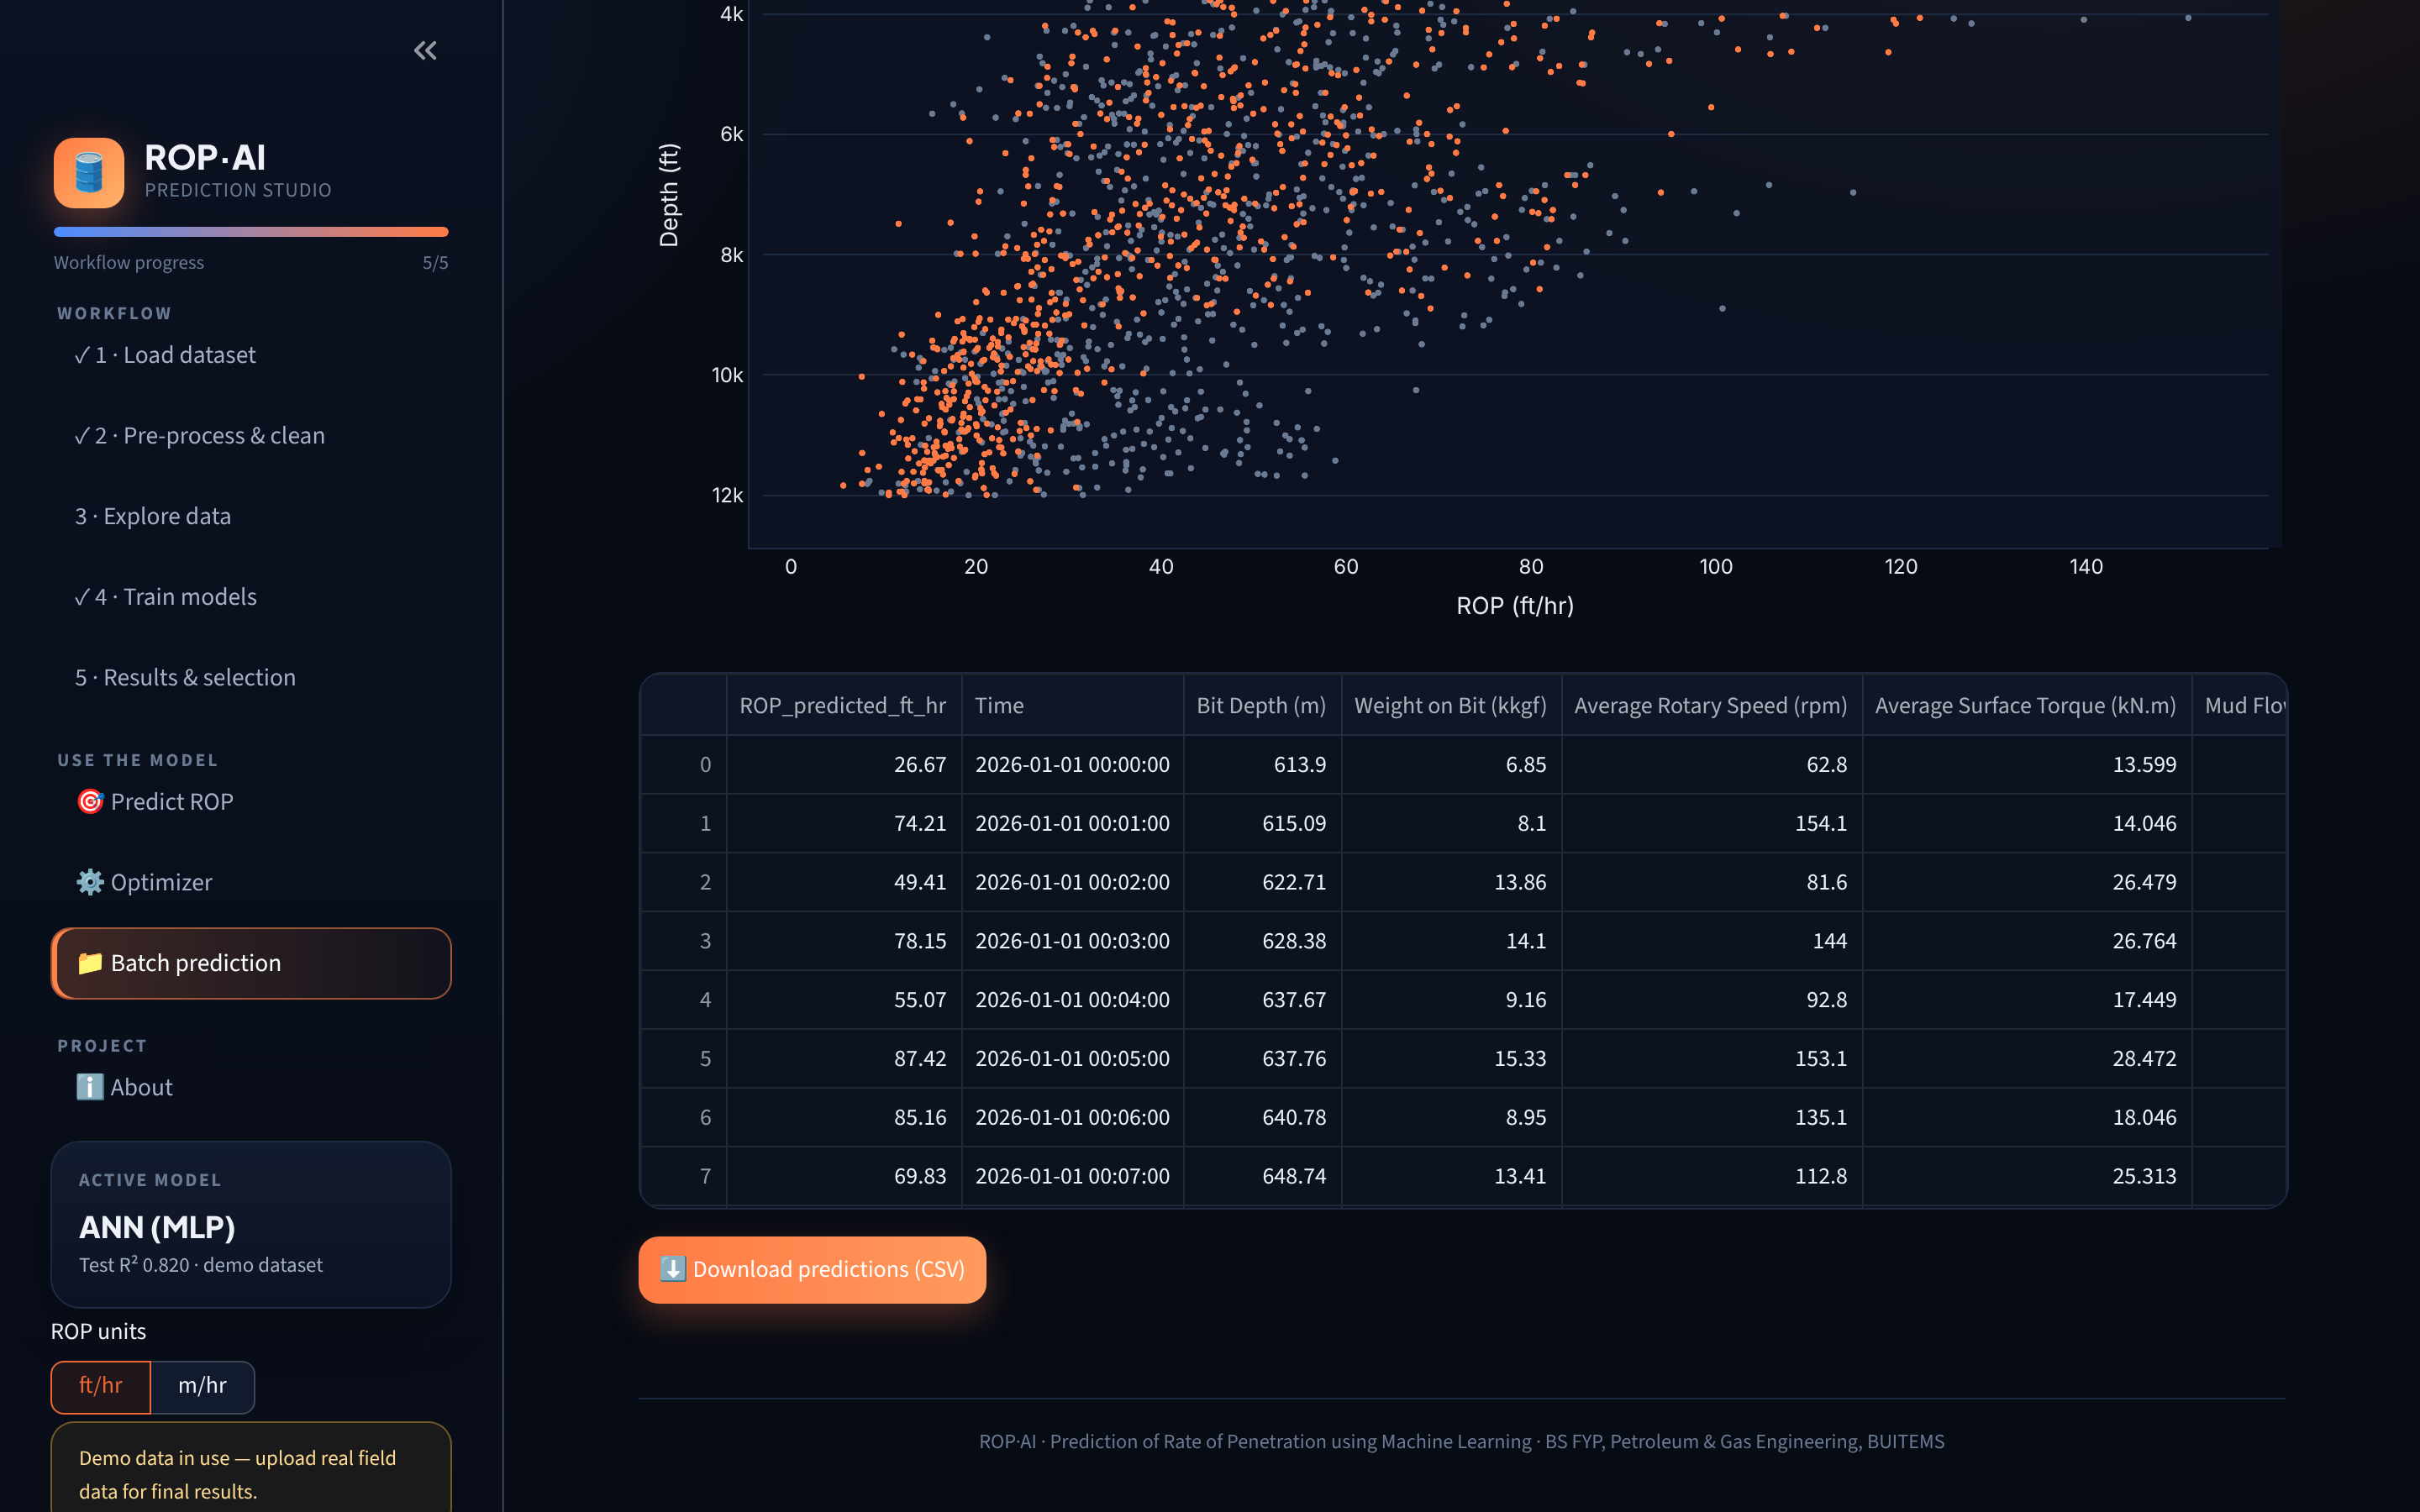 ROP·AI
PREDICTION STUDIO
Workflow progress 5/5
WORKFLOW
✓ 1 · Load dataset
✓ 2 · Pre-process & clean
3 · Explore data
✓ 4 · Train models
5 · Results & selection
USE THE MODEL
🎯 Predict ROP
⚙️ Optimizer
📁 Batch prediction
PROJECT
ℹ️ About
ACTIVE MODEL
ANN (MLP)
Test R² 0.820 · demo dataset
ROP units
ft/hr m/hr
Demo data in use — upload real field
data for final results.
4k
6k
Depth (ft)
8k
10k
12k
0 20 40 60 80 100 120 140
ROP (ft/hr)
ROP_predicted_ft_hr Time Bit Depth (m) Weight on Bit (kkgf) Average Rotary Speed (rpm) Average Surface Torque (kN.m) Mud Flo
0 26.67 2026-01-01 00:00:00 613.9 6.85 62.8 13.599
1 74.21 2026-01-01 00:01:00 615.09 8.1 154.1 14.046
2 49.41 2026-01-01 00:02:00 622.71 13.86 81.6 26.479
3 78.15 2026-01-01 00:03:00 628.38 14.1 144 26.764
4 55.07 2026-01-01 00:04:00 637.67 9.16 92.8 17.449
5 87.42 2026-01-01 00:05:00 637.76 15.33 153.1 28.472
6 85.16 2026-01-01 00:06:00 640.78 8.95 135.1 18.046
7 69.83 2026-01-01 00:07:00 648.74 13.41 112.8 25.313
⬇️ Download predictions (CSV)
ROP·AI · Prediction of Rate of Penetration using Machine Learning · BS FYP, Petroleum & Gas Engineering, BUITEMS